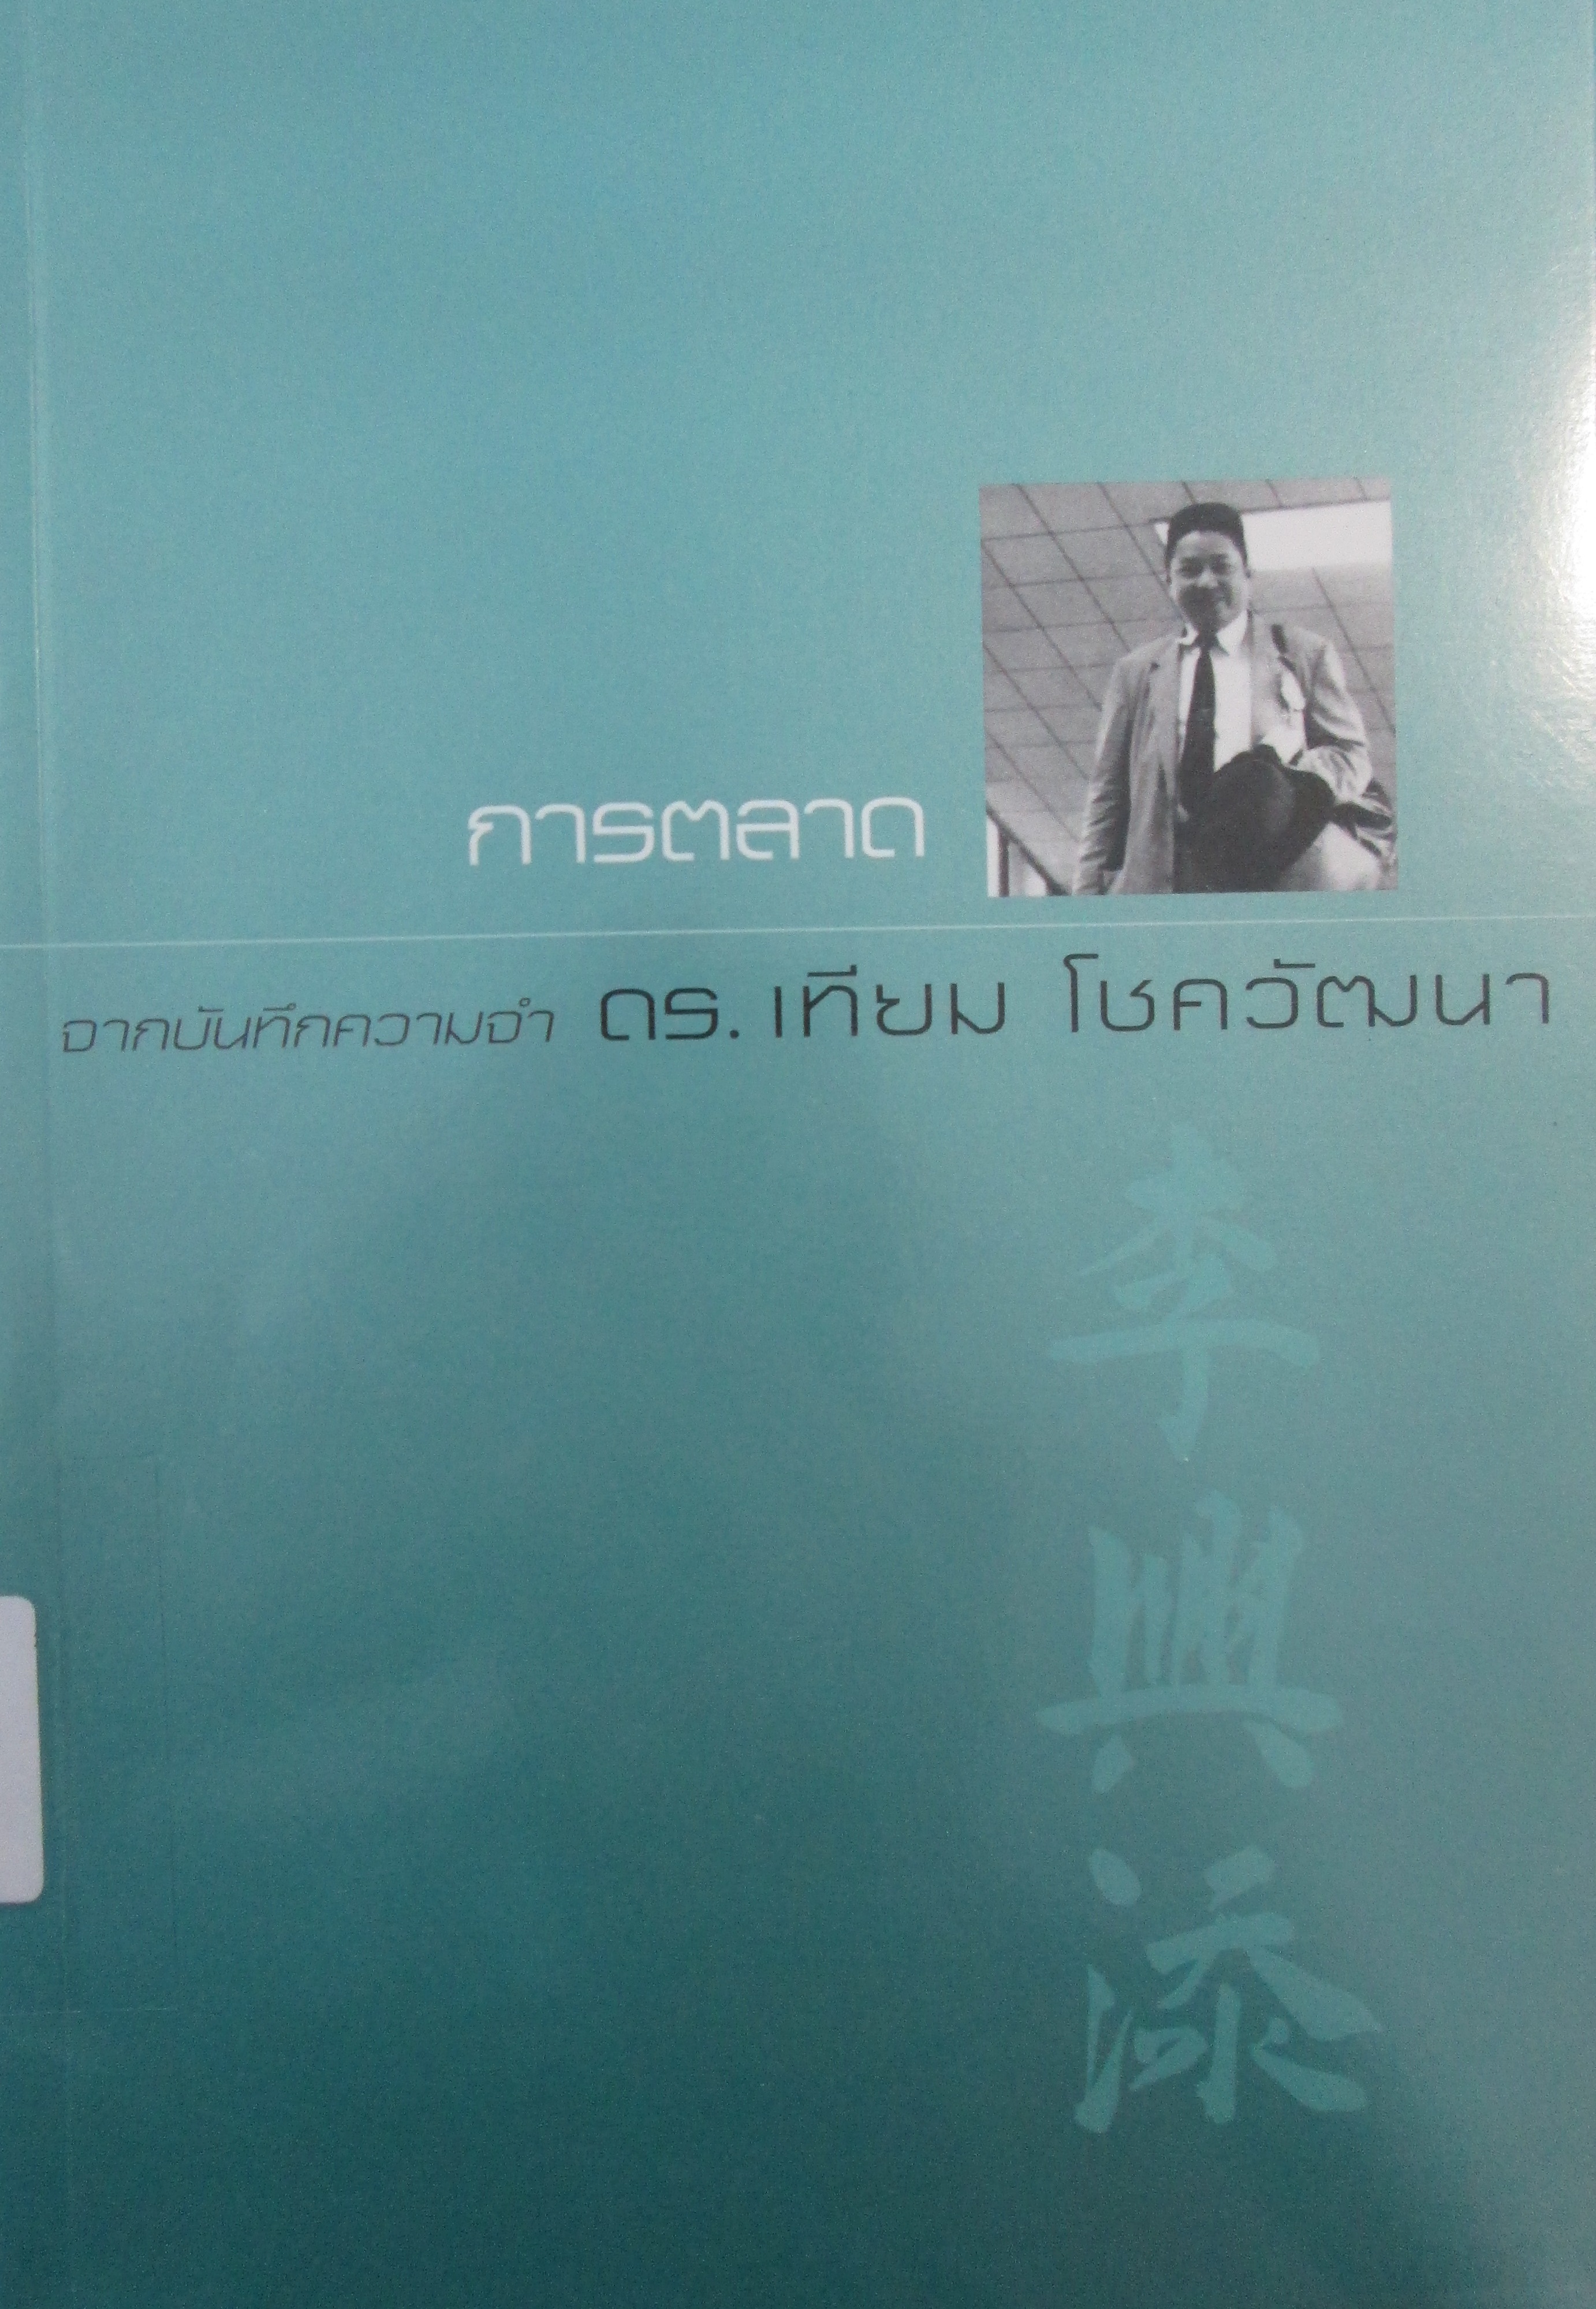 การตลาด
จากบันทึกความจำ ดร. เทียม โชควัฒนา
李
興
添